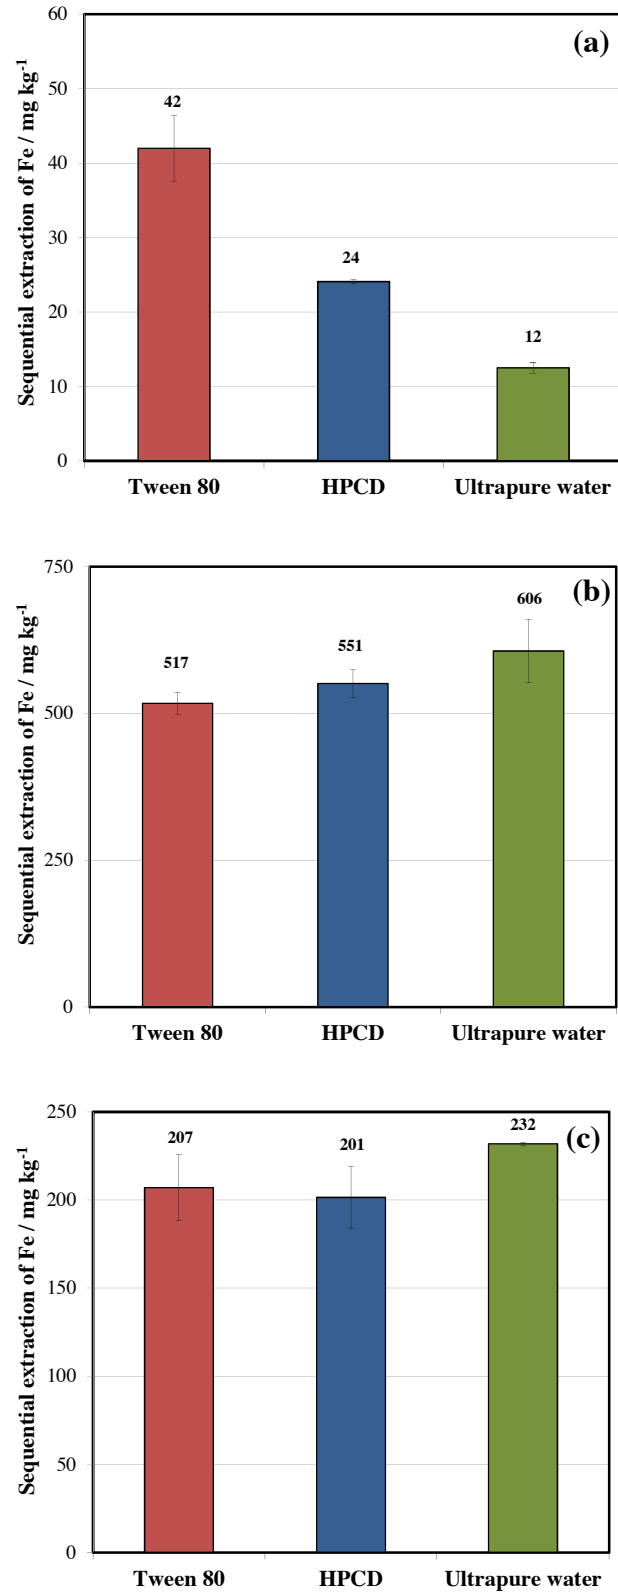 (a)
Sequential extraction of Fe / mg kg-1
60
50
40
30
20
10
0
42
24
12
Tween 80 HPCD Ultrapure water
(b)
Sequential extraction of Fe / mg kg-1
750
500
250
0
517
551
606
Tween 80 HPCD Ultrapure water
(c)
Sequential extraction of Fe / mg kg-1
250
200
150
100
50
0
207
201
232
Tween 80 HPCD Ultrapure water